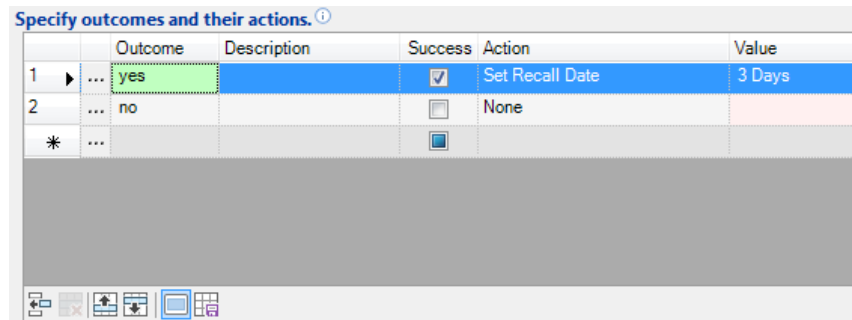 Specify outcomes and their actions.
Outcome Description Success Action Value
1 ... yes Set Recall Date 3 Days
2 ... no None
* ...